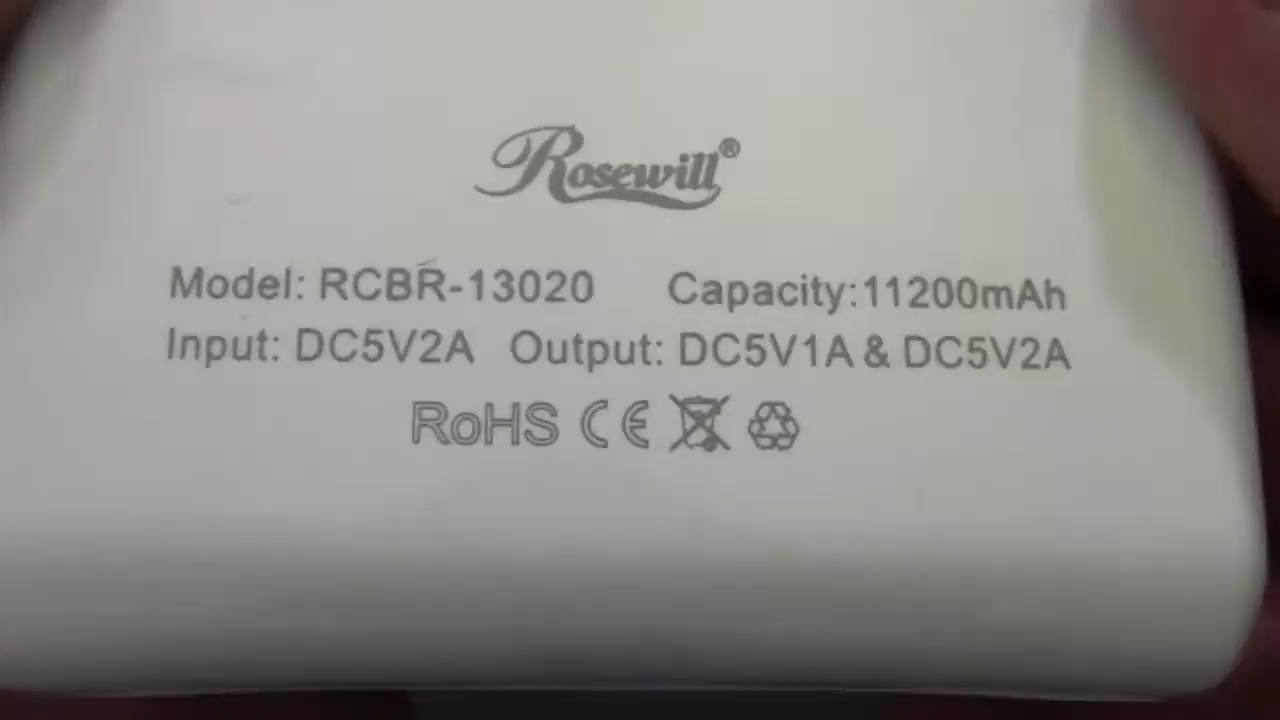 Rosewill®
Model: RCBR-13020 Capacity:11200mAh
Input: DC5V2A Output: DC5V1A & DC5V2A
RoHS CE